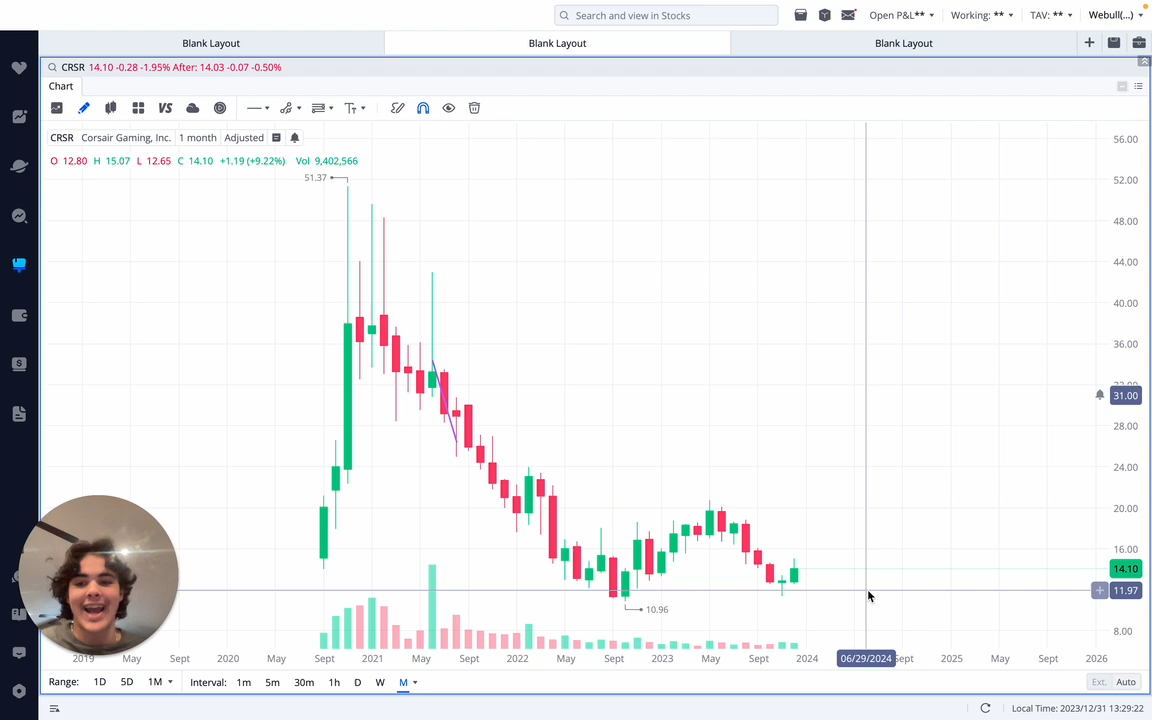 Search and view in Stocks
Open P&L**
Working: **
TAV: **
Webull(...)
Blank Layout
Blank Layout
Blank Layout
CRSR 14.10 -0.28 -1.95% After: 14.03 -0.07 -0.50%
Chart
VS
Tт
CRSR Corsair Gaming, Inc. 1 month Adjusted
O 12.80 H 15.07 L 12.65 C 14.10 +1.19 (+9.22%) Vol 9,402,566
51.37
10.96
56.00
52.00
48.00
44.00
40.00
36.00
32.00
31.00
28.00
24.00
20.00
16.00
14.10
11.97
8.00
2019 May Sept 2020 May Sept 2021 May Sept 2022 May Sept 2023 May Sept 2024 06/29/2024 Sept 2025 May Sept 2026
Range: 1D 5D 1M Interval: 1m 5m 30m 1h D W M
Ext. Auto
Local Time: 2023/12/31 13:29:22